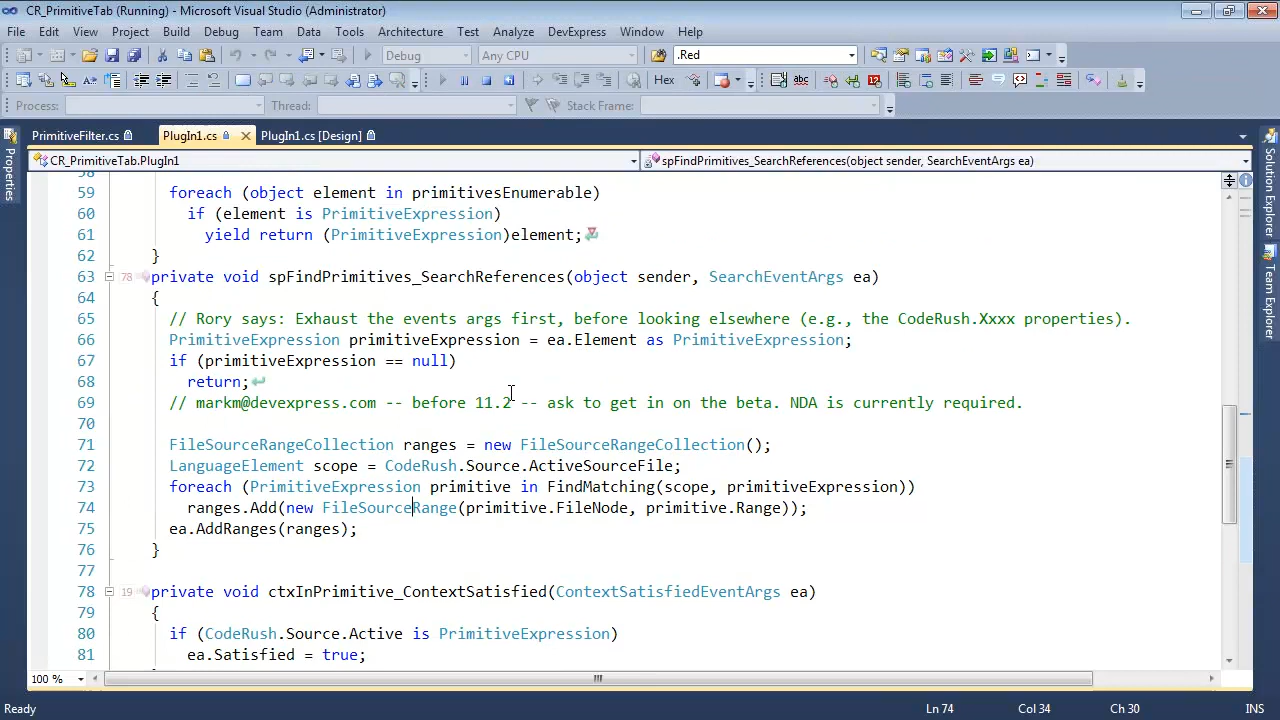 CR_PrimitiveTab (Running) - Microsoft Visual Studio (Administrator)
File Edit View Project Build Debug Team Data Tools Architecture Test Analyze DevExpress Window Help
Debug Any CPU .Red
Hex
Process: Thread: Stack Frame:
PrimitiveFilter.cs PlugIn1.cs PlugIn1.cs [Design]
CR_PrimitiveTab.PlugIn1 spFindPrimitives_SearchReferences(object sender, SearchEventArgs ea)
58
59 foreach (object element in primitivesEnumerable)
60 if (element is PrimitiveExpression)
61 yield return (PrimitiveExpression)element;
62 }
63 78 private void spFindPrimitives_SearchReferences(object sender, SearchEventArgs ea)
64 {
65 // Rory says: Exhaust the events args first, before looking elsewhere (e.g., the CodeRush.Xxxx properties).
66 PrimitiveExpression primitiveExpression = ea.Element as PrimitiveExpression;
67 if (primitiveExpression == null)
68 return;
69 // markm@devexpress.com -- before 11.2 -- ask to get in on the beta. NDA is currently required.
70
71 FileSourceRangeCollection ranges = new FileSourceRangeCollection();
72 LanguageElement scope = CodeRush.Source.ActiveSourceFile;
73 foreach (PrimitiveExpression primitive in FindMatching(scope, primitiveExpression))
74 ranges.Add(new FileSourceRange(primitive.FileNode, primitive.Range));
75 ea.AddRanges(ranges);
76 }
77
78 19 private void ctxInPrimitive_ContextSatisfied(ContextSatisfiedEventArgs ea)
79 {
80 if (CodeRush.Source.Active is PrimitiveExpression)
81 ea.Satisfied = true;
100 %
Ready Ln 74 Col 34 Ch 30 INS
Properties
Solution Explorer
Team Explorer